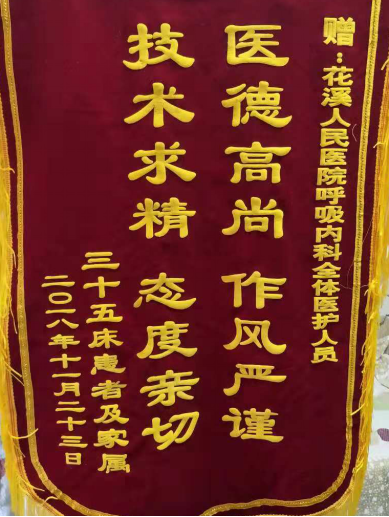 赠：花溪人民医院呼吸内科全体医护人员
医德高尚 作风严谨
技术求精 态度亲切
三十五床患者及家属
二〇一八年十一月二十三日